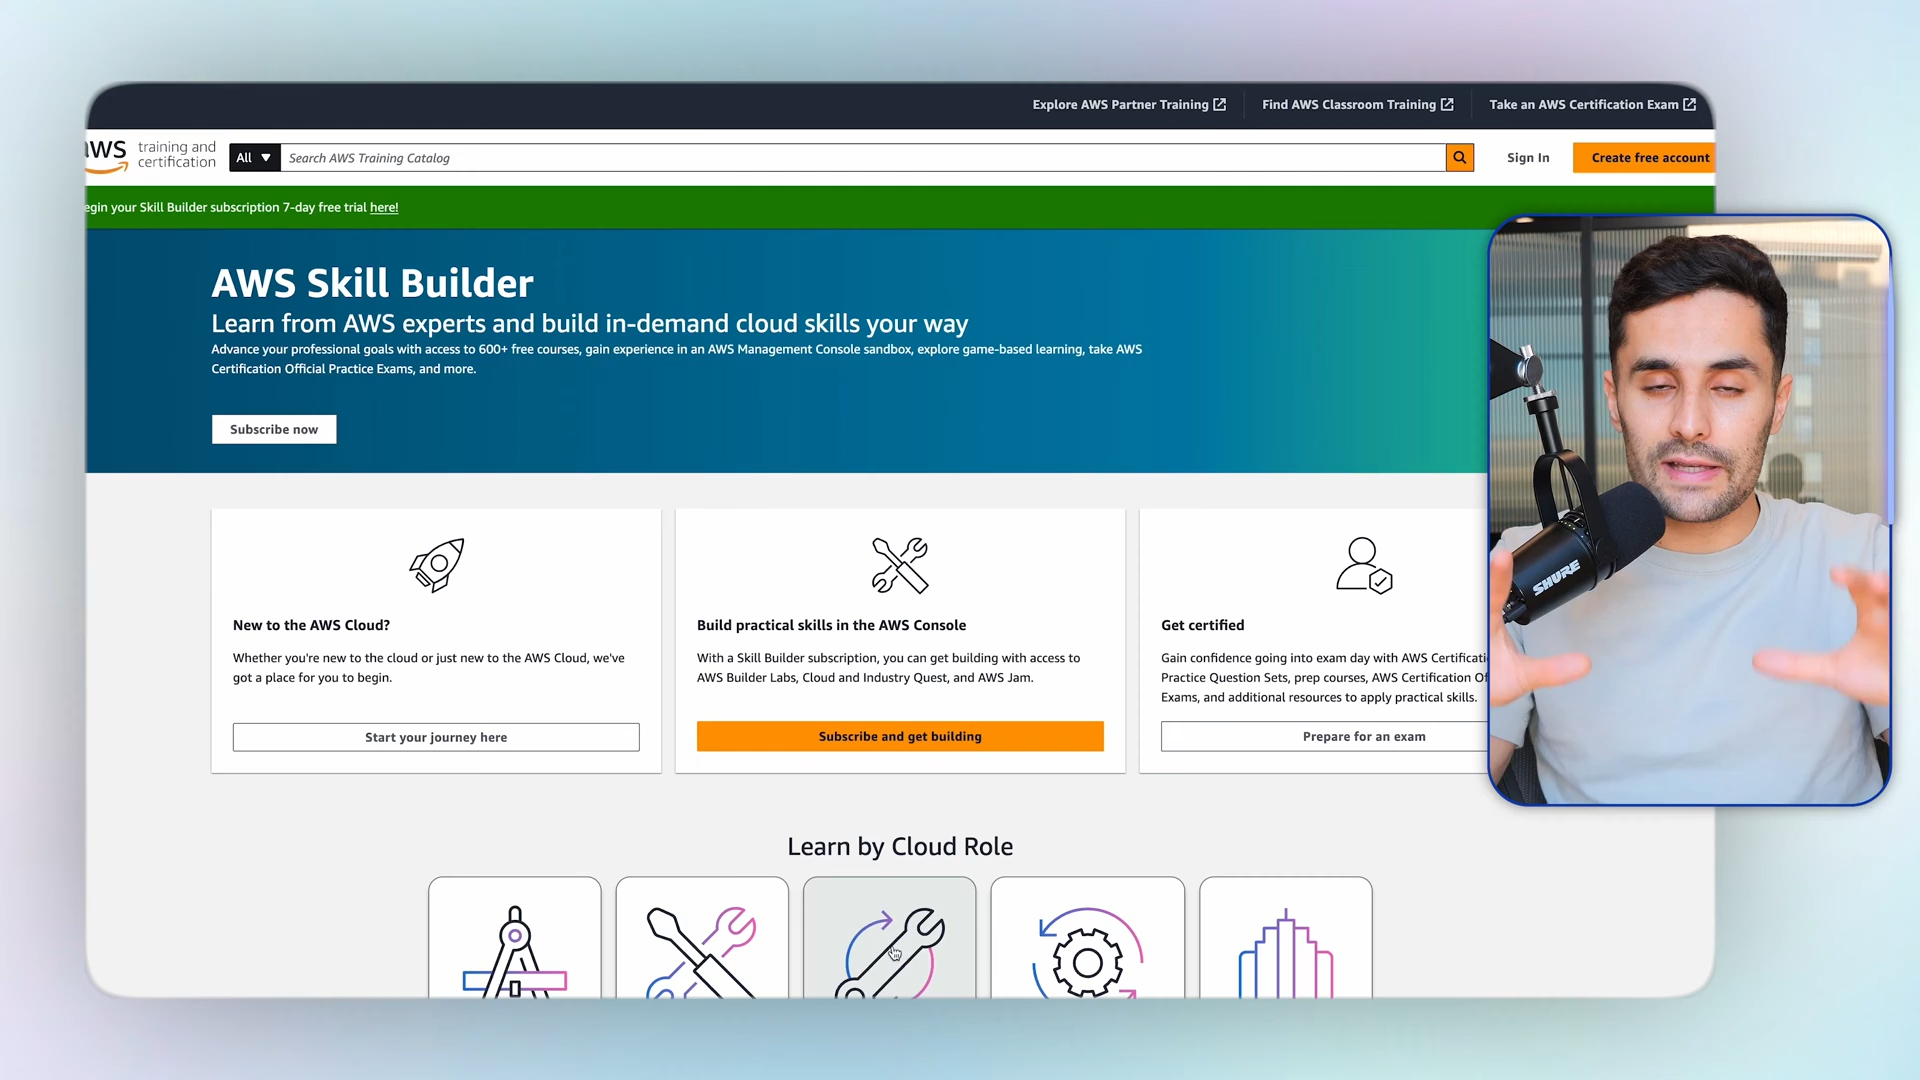 Explore AWS Partner Training
Find AWS Classroom Training
Take an AWS Certification Exam
aws training and certification
All
Search AWS Training Catalog
Sign In
Create free account
egin your Skill Builder subscription 7-day free trial here!
AWS Skill Builder
Learn from AWS experts and build in-demand cloud skills your way
Advance your professional goals with access to 600+ free courses, gain experience in an AWS Management Console sandbox, explore game-based learning, take AWS
Certification Official Practice Exams, and more.
Subscribe now
New to the AWS Cloud?
Whether you're new to the cloud or just new to the AWS Cloud, we've
got a place for you to begin.
Start your journey here
Build practical skills in the AWS Console
With a Skill Builder subscription, you can get building with access to
AWS Builder Labs, Cloud and Industry Quest, and AWS Jam.
Subscribe and get building
Get certified
Gain confidence going into exam day with AWS Certificati
Practice Question Sets, prep courses, AWS Certification Of
Exams, and additional resources to apply practical skills.
Prepare for an exam
SHURE
Learn by Cloud Role